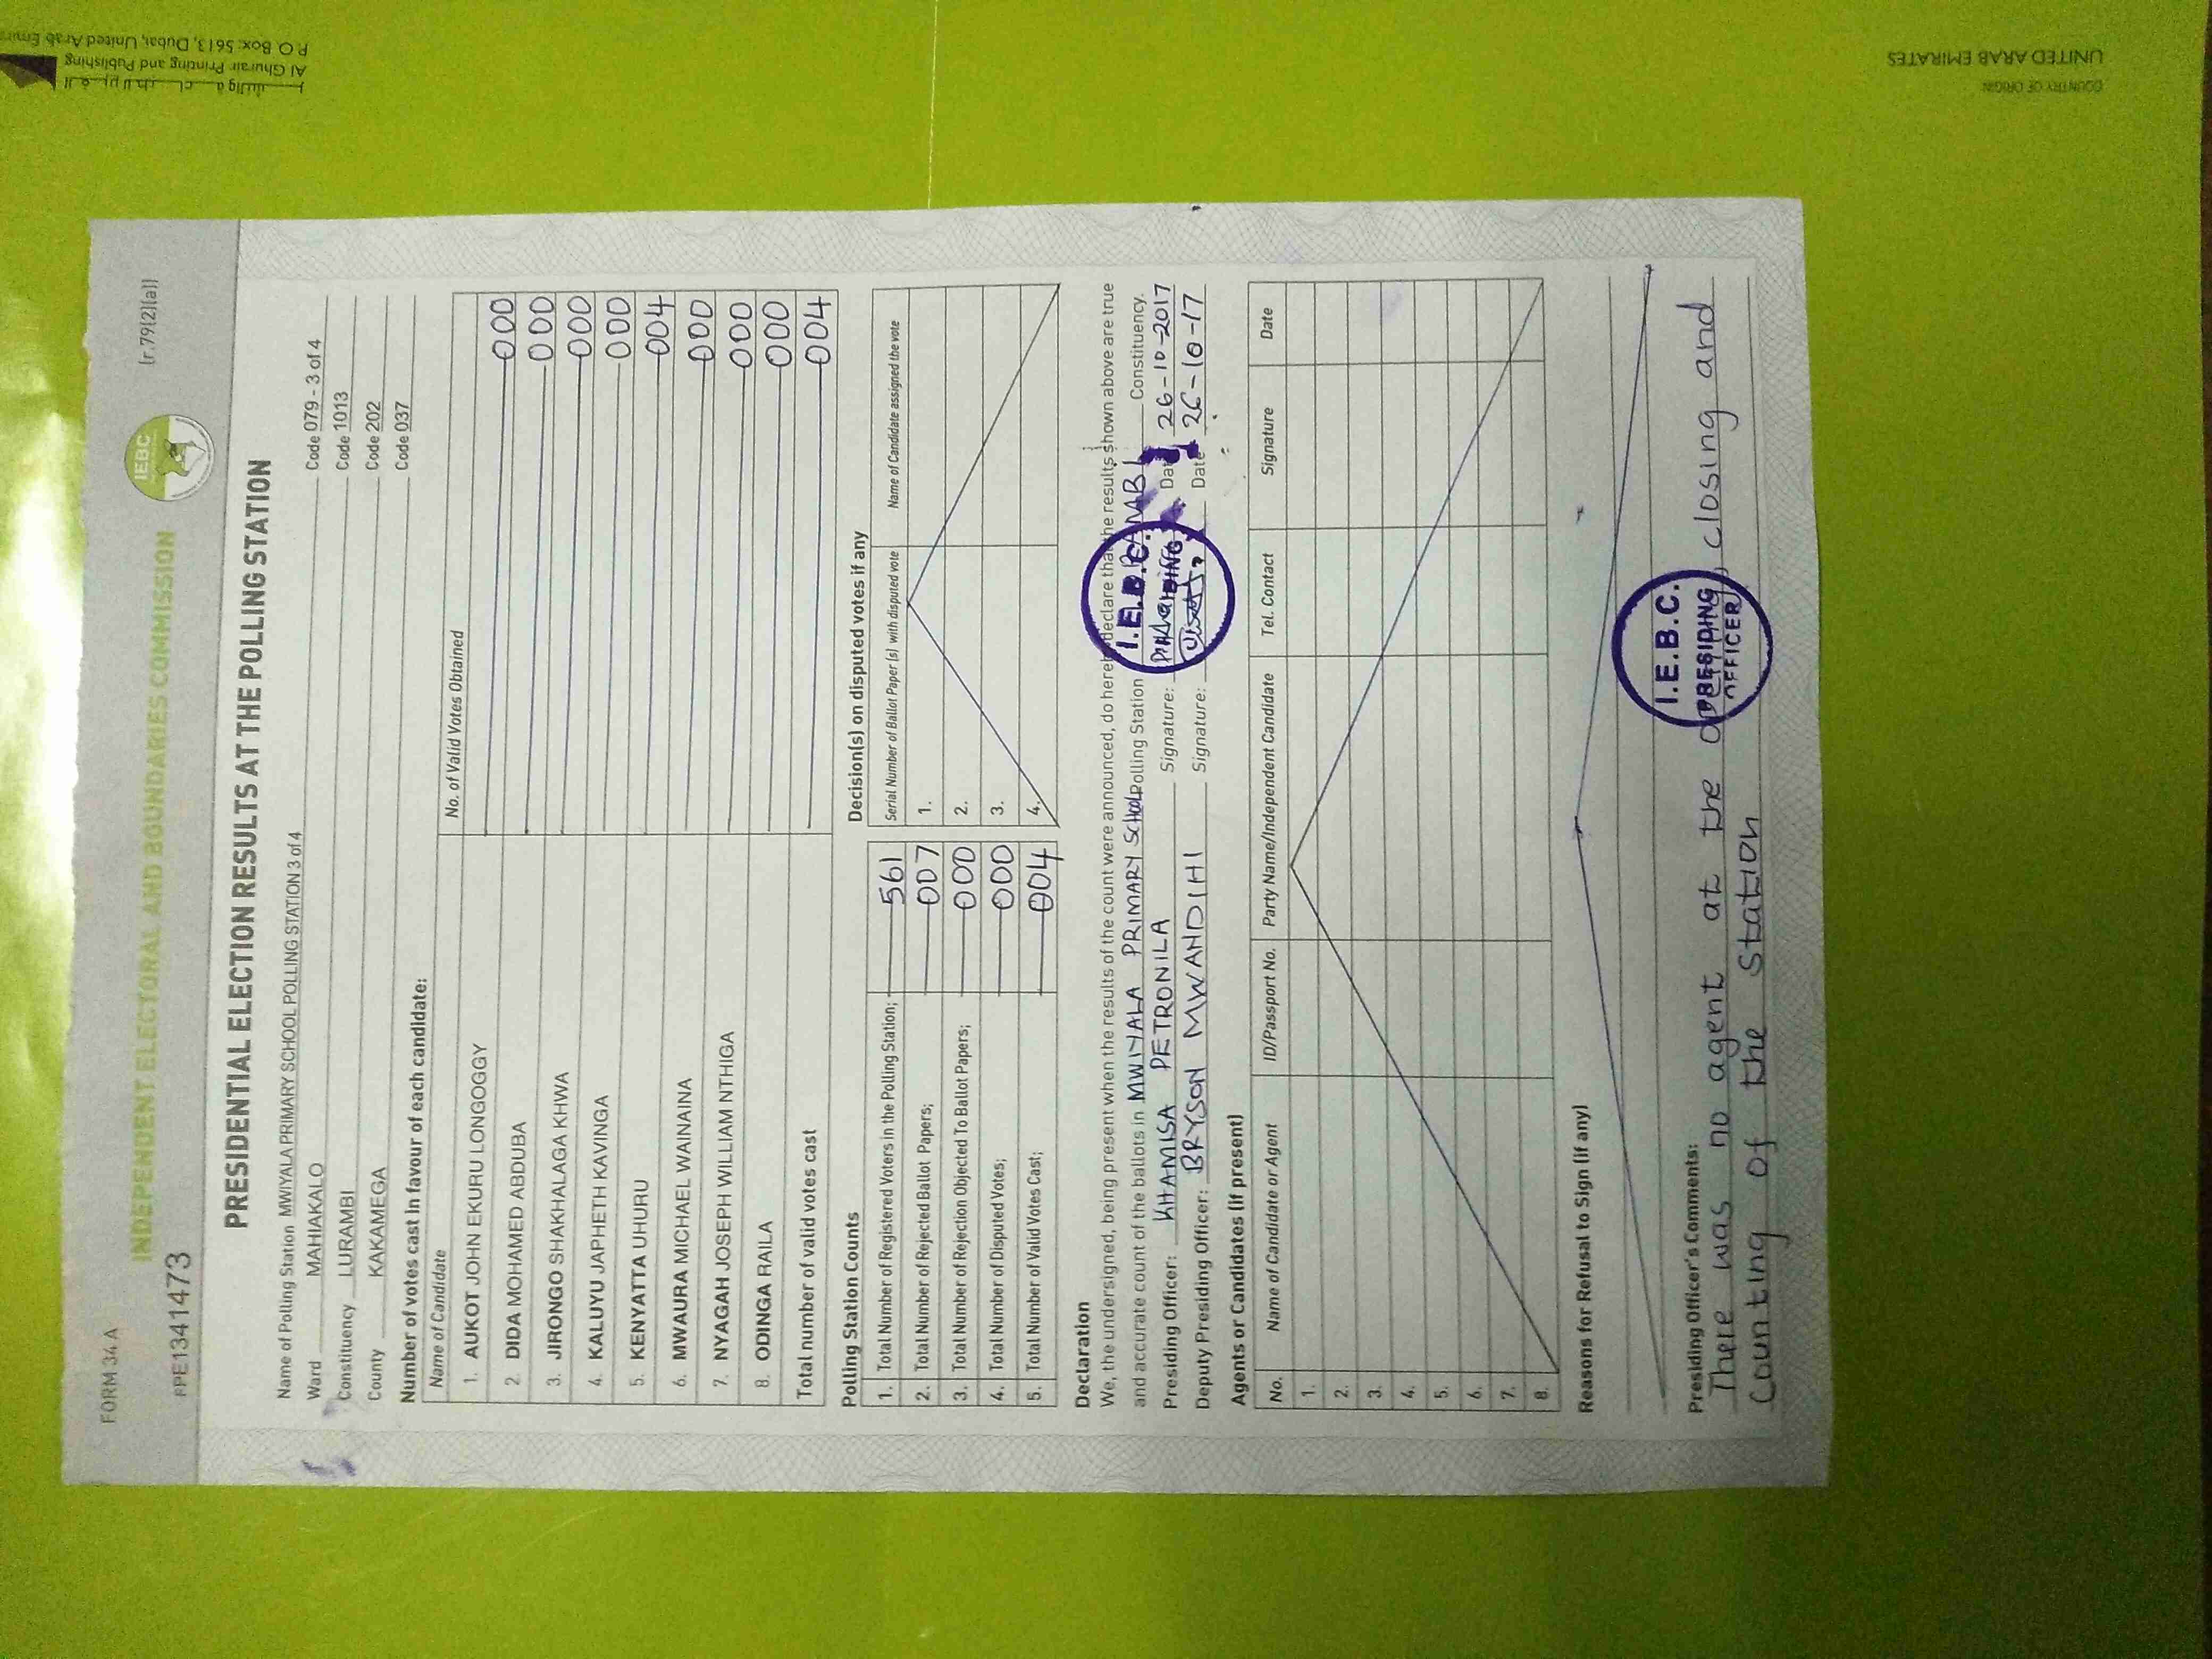 FORM 34A
INDEPENDENT ELECTORAL AND BOUNDARIES COMMISSION
IEBC
(r.79(2)(a))
PPE1341473
PRESIDENTIAL ELECTION RESULTS AT THE POLLING STATION
Name of Polling Station MWIYALA PRIMARY SCHOOL POLLING STATION 3 of 4 Code 079 - 3 of 4
Ward MAHIAKALO Code 1013
Constituency LURAMBI Code 202
County KAKAMEGA Code 037
Number of votes cast in favour of each candidate:
Name of Candidate No. of Valid Votes Obtained
1. AUKOT JOHN EKURU LONGOGGY 000
2. DIDA MOHAMED ABDUBA 000
3. JIRONGO SHAKHALAGA KHWA 000
4. KALUYU JAPHETH KAVINGA 000
5. KENYATTA UHURU 004
6. MWAURA MICHAEL WAINAINA 000
7. NYAGAH JOSEPH WILLIAM NTHIGA 000
8. ODINGA RAILA 000
Total number of valid votes cast 004
Polling Station Counts
1. Total Number of Registered Voters in the Polling Station; 561
2. Total Number of Rejected Ballot Papers; 007
3. Total Number of Rejection Objected To Ballot Papers; 000
4. Total Number of Disputed Votes; 000
5. Total Number of Valid Votes Cast; 004
Decision(s) on disputed votes if any
Serial Number of Ballot Paper (s) with disputed vote Name of Candidate assigned the vote
1.
2.
3.
4.
Declaration
We, the undersigned, being present when the results of the count were announced, do hereby declare that the results shown above are true
and accurate count of the ballots in MWIYALA PRIMARY SCHOOL Polling Station LURAMBI Constituency.
Presiding Officer: KHAMISA PETRONILA Signature: Date 26-10-2017
Deputy Presiding Officer: BRYSON MWANDIHI Signature: Date 26-10-17
I.E.B.C.
PRESIDING
Agents or Candidates (if present)
No. Name of Candidate or Agent ID/Passport No. Party Name/Independent Candidate Tel. Contact Signature Date
1.
2.
3.
4.
5.
6.
7.
8.
Reasons for Refusal to Sign (if any)
Presiding Officer's Comments:
There was no agent at the opening, closing and
Counting of the Station
I.E.B.C.
PRESIDING
OFFICER
Al Ghurair Printing and Publishing
P O Box: 5613, Dubai, United Arab
COUNTRY OF ORIGIN
UNITED ARAB EMIRATES